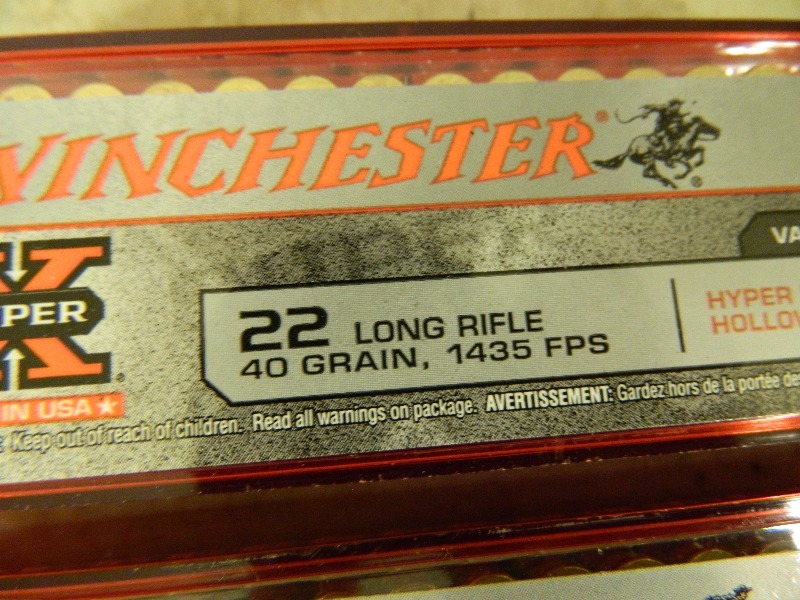 WINCHESTER®
X
PER
®
IN USA ★
VA
22 LONG RIFLE
40 GRAIN, 1435 FPS
HYPER
HOLLOW
Keep out of reach of children. Read all warnings on package. AVERTISSEMENT: Gardez hors de la portée de